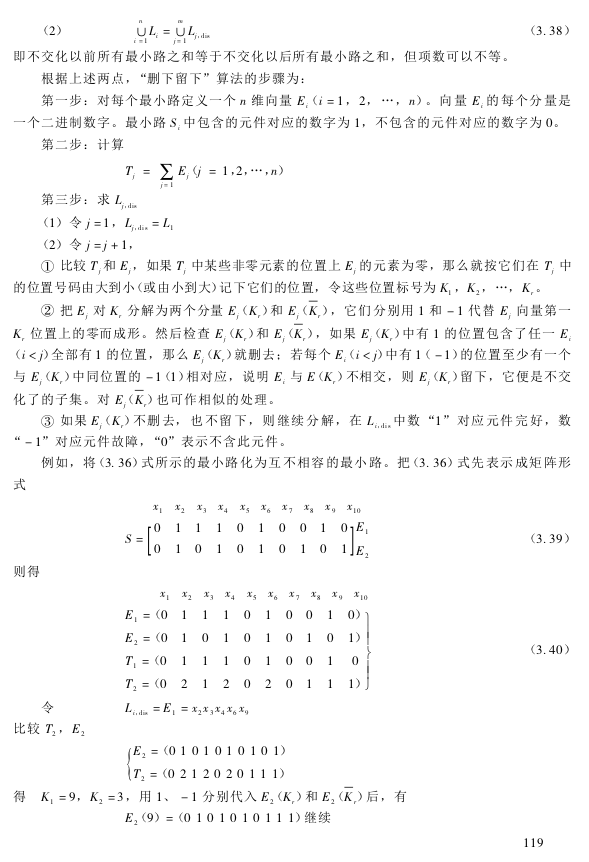 （2） $\bigcup_{i=1}^{n} L_i = \bigcup_{j=1}^{m} L_{j,\text{dis}}$ （3.38）
即不交化以前所有最小路之和等于不交化以后所有最小路之和，但项数可以不等。
根据上述两点，“删下留下”算法的步骤为：
第一步：对每个最小路定义一个 n 维向量 $E_i$（i = 1，2，…，n）。向量 $E_i$ 的每个分量是
一个二进制数字。最小路 $S_i$ 中包含的元件对应的数字为 1，不包含的元件对应的数字为 0。
第二步：计算
$T_j = \sum_{j=1} E_j (j = 1,2,\cdots,n)$
第三步：求 $L_{j,\text{dis}}$
（1）令 j = 1，$L_{j,\text{dis}} = L_1$
（2）令 j = j + 1，
① 比较 $T_j$ 和 $E_j$，如果 $T_j$ 中某些非零元素的位置上 $E_j$ 的元素为零，那么就按它们在 $T_j$ 中
的位置号码由大到小（或由小到大）记下它们的位置，令这些位置标号为 $K_1$，$K_2$，…，$K_r$。
② 把 $E_j$ 对 $K_r$ 分解为两个分量 $E_j(K_r)$ 和 $E_j(\overline{K}_r)$，它们分别用 1 和 −1 代替 $E_j$ 向量第一
$K_r$ 位置上的零而成形。然后检查 $E_j(K_r)$ 和 $E_j(\overline{K}_r)$，如果 $E_j(K_r)$ 中有 1 的位置包含了任一 $E_i$
（i < j）全部有 1 的位置，那么 $E_j(K_r)$ 就删去；若每个 $E_i$（i < j）中有 1（−1）的位置至少有一个
与 $E_j(K_r)$ 中同位置的 −1（1）相对应，说明 $E_i$ 与 $E(K_r)$ 不相交，则 $E_j(K_r)$ 留下，它便是不交
化了的子集。对 $E_j(\overline{K}_r)$ 也可作相似的处理。
③ 如果 $E_j(K_r)$ 不删去，也不留下，则继续分解，在 $L_{i,\text{dis}}$ 中数“1”对应元件完好，数
“−1”对应元件故障，“0”表示不含此元件。
例如，将（3.36）式所示的最小路化为互不相容的最小路。把（3.36）式先表示成矩阵形
式
$x_1$ $x_2$ $x_3$ $x_4$ $x_5$ $x_6$ $x_7$ $x_8$ $x_9$ $x_{10}$
$S = \begin{bmatrix} 0 & 1 & 1 & 1 & 0 & 1 & 0 & 0 & 1 & 0 \\ 0 & 1 & 0 & 1 & 0 & 1 & 0 & 1 & 0 & 1 \end{bmatrix} \begin{matrix} E_1 \\ E_2 \end{matrix}$ （3.39）
则得
$x_1$ $x_2$ $x_3$ $x_4$ $x_5$ $x_6$ $x_7$ $x_8$ $x_9$ $x_{10}$
$E_1$ =（0 1 1 1 0 1 0 0 1 0）
$E_2$ =（0 1 0 1 0 1 0 1 0 1）
（3.40）
$T_1$ =（0 1 1 1 0 1 0 0 1 0
$T_2$ =（0 2 1 2 0 2 0 1 1 1）
令 $L_{i,\text{dis}} = E_1 = x_2 x_3 x_4 x_6 x_9$
比较 $T_2$，$E_2$
$E_2$ =（0 1 0 1 0 1 0 1 0 1）
$T_2$ =（0 2 1 2 0 2 0 1 1 1）
得 $K_1 = 9$，$K_2 = 3$，用 1、−1 分别代入 $E_2(K_r)$ 和 $E_2(\overline{K}_r)$ 后，有
$E_2(9)$ =（0 1 0 1 0 1 0 1 1 1）继续
119